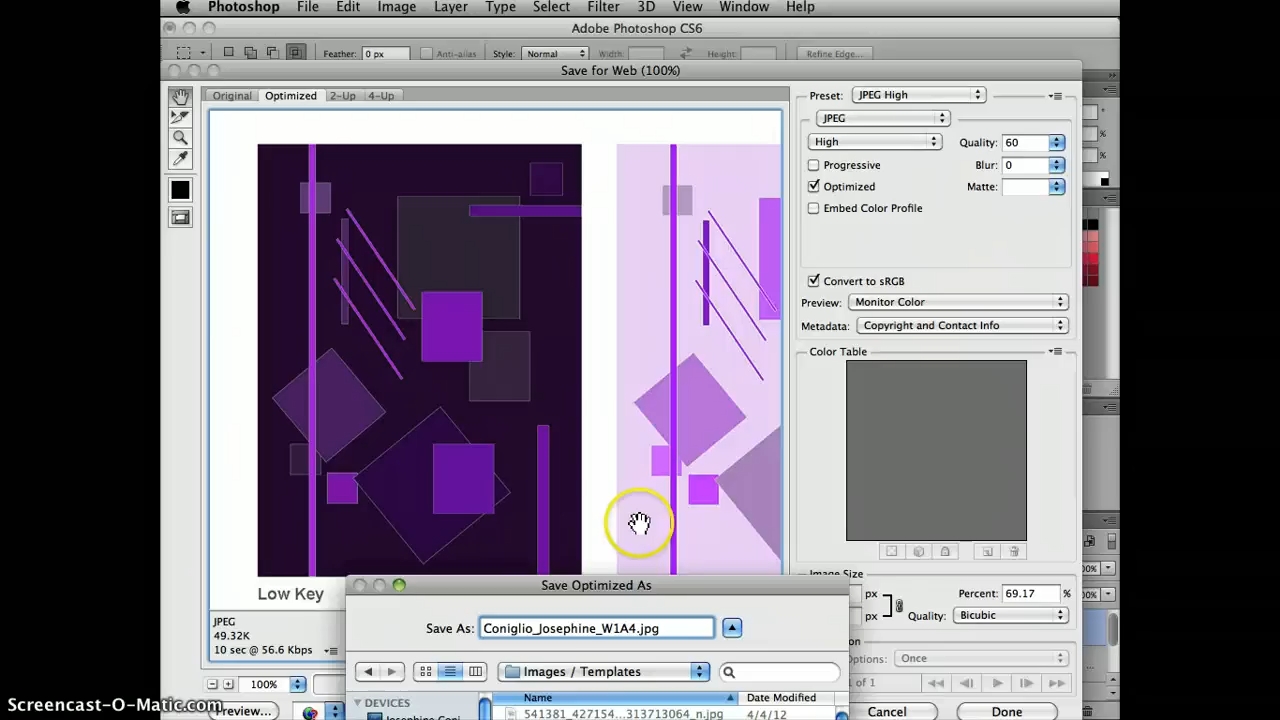 Photoshop File Edit Image Layer Type Select Filter 3D View Window Help
Adobe Photoshop CS6
Feather: 0 px Anti-alias Style: Normal Width: Height: Refine Edge...
Save for Web (100%)
Original Optimized 2-Up 4-Up
Preset: JPEG High
JPEG
High Quality: 60
Progressive Blur: 0
Optimized Matte:
Embed Color Profile
Convert to sRGB
Preview: Monitor Color
Metadata: Copyright and Contact Info
Color Table
Image Size
px Percent: 69.17 %
px Quality: Bicubic
Options: Once
1 of 1
Low Key
JPEG
49.32K
10 sec @ 56.6 Kbps
100%
Preview...
Cancel Done
Save Optimized As
Save As: Coniglio_Josephine_W1A4.jpg
Images / Templates
DEVICES
Name Date Modified
541381_427154...313713064_n.jpg 4/4/12
Screencast-O-Matic.com